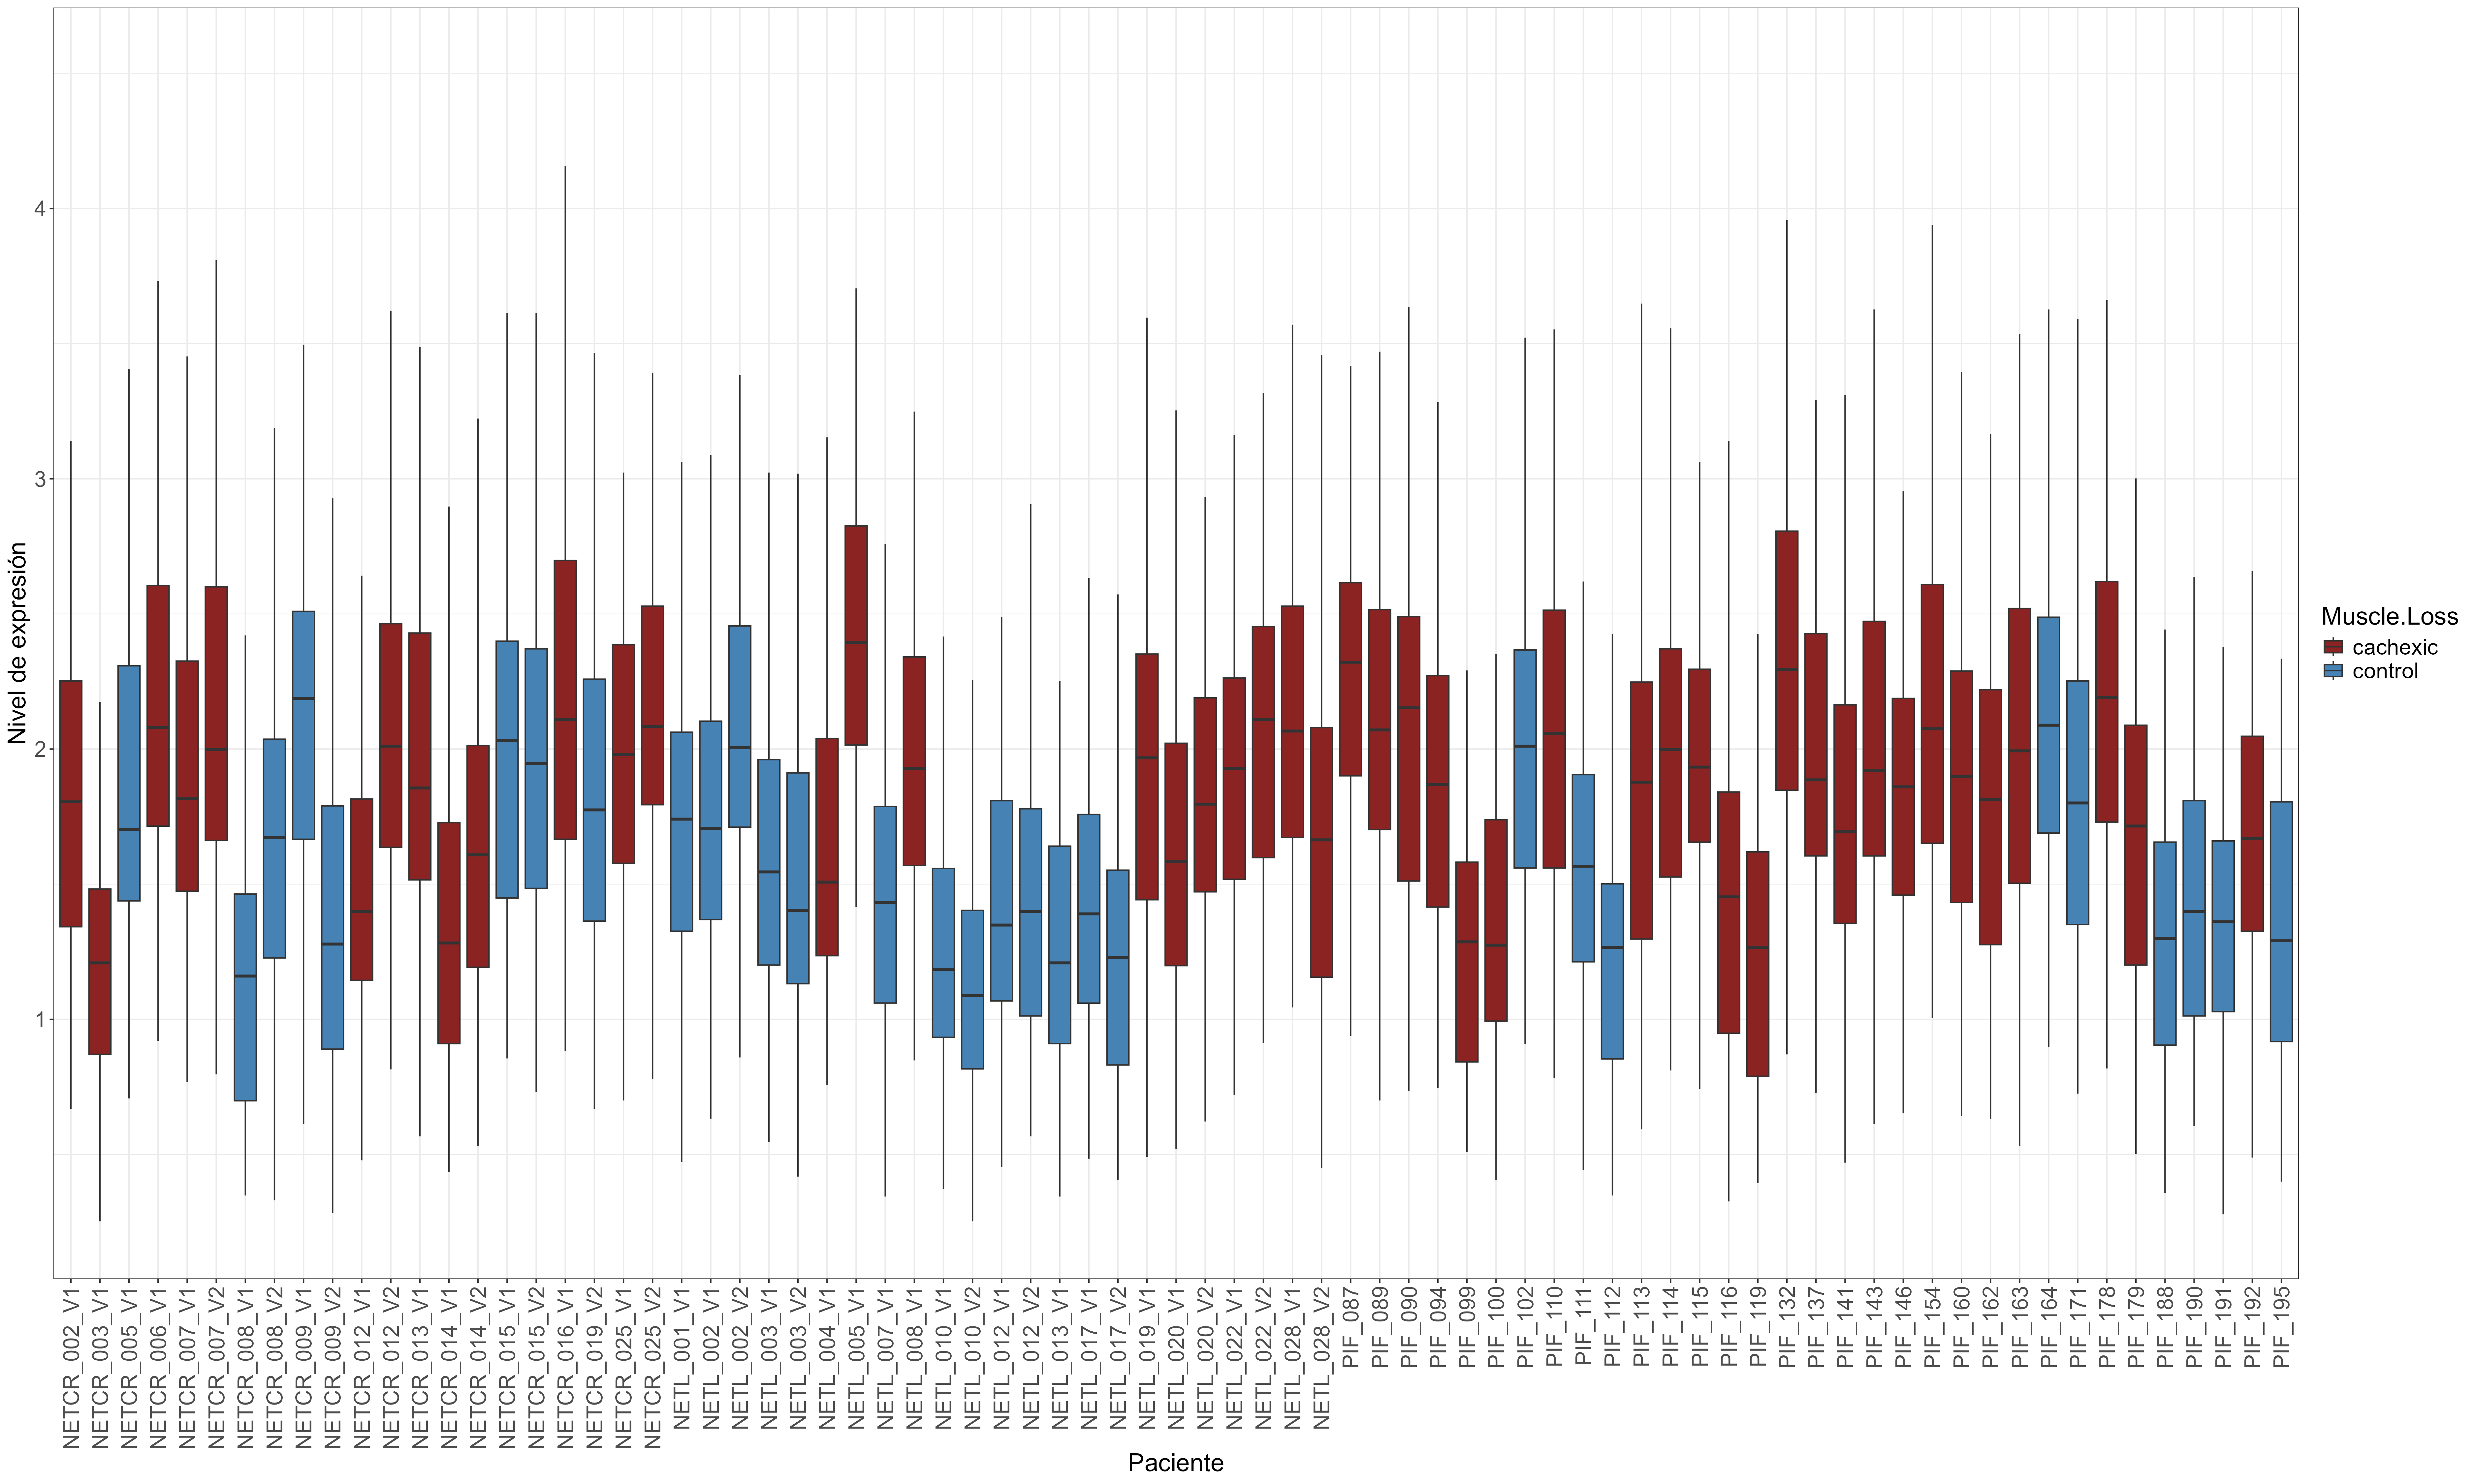 4
3
2
1
Nivel de expresión
NETCR_002_V1
NETCR_003_V1
NETCR_005_V1
NETCR_006_V1
NETCR_007_V1
NETCR_007_V2
NETCR_008_V1
NETCR_008_V2
NETCR_009_V1
NETCR_009_V2
NETCR_012_V1
NETCR_012_V2
NETCR_013_V1
NETCR_014_V1
NETCR_014_V2
NETCR_015_V1
NETCR_015_V2
NETCR_016_V1
NETCR_019_V2
NETCR_025_V1
NETCR_025_V2
NETL_001_V1
NETL_002_V1
NETL_002_V2
NETL_003_V1
NETL_003_V2
NETL_004_V1
NETL_005_V1
NETL_007_V1
NETL_008_V1
NETL_010_V1
NETL_010_V2
NETL_012_V1
NETL_012_V2
NETL_013_V1
NETL_017_V1
NETL_017_V2
NETL_019_V1
NETL_020_V1
NETL_020_V2
NETL_022_V1
NETL_022_V2
NETL_028_V1
NETL_028_V2
PIF_087
PIF_089
PIF_090
PIF_094
PIF_099
PIF_100
PIF_102
PIF_110
PIF_111
PIF_112
PIF_113
PIF_114
PIF_115
PIF_116
PIF_119
PIF_132
PIF_137
PIF_141
PIF_143
PIF_146
PIF_154
PIF_160
PIF_162
PIF_163
PIF_164
PIF_171
PIF_178
PIF_179
PIF_188
PIF_190
PIF_191
PIF_192
PIF_195
Paciente
Muscle.Loss
cachexic
control